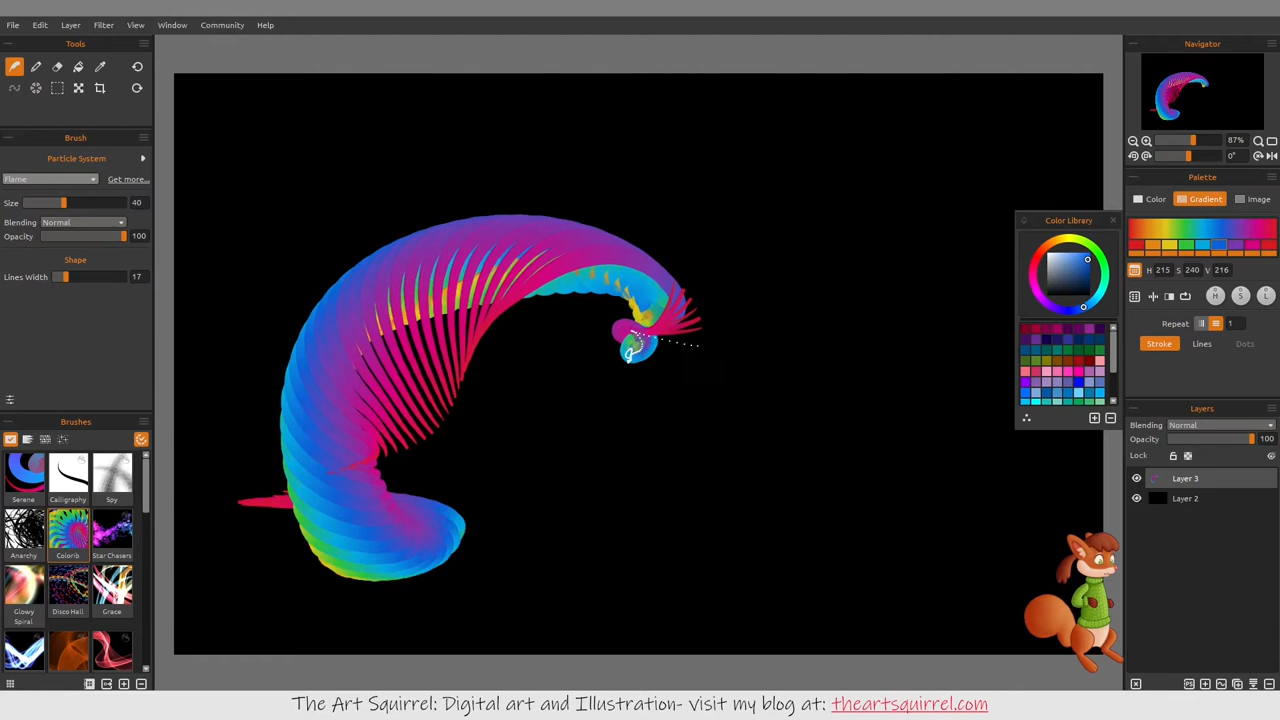 File Edit Layer Filter View Window Community Help
Tools
Brush
Particle System
Flame Get more...
Size 40
Blending Normal
Opacity 100
Shape
Lines Width 17
Brushes
Serene Calligraphy Spy
Anarchy Colorib Star Chasers
Glowy Spiral Disco Hall Grace
Color Library
Navigator
87%
0°
Palette
Color Gradient Image
H 215 S 240 V 216
H S L
Repeat 1
Stroke Lines Dots
Layers
Blending Normal
Opacity 100
Lock
Layer 3
Layer 2
PS
The Art Squirrel: Digital art and Illustration- visit my blog at: theartsquirrel.com